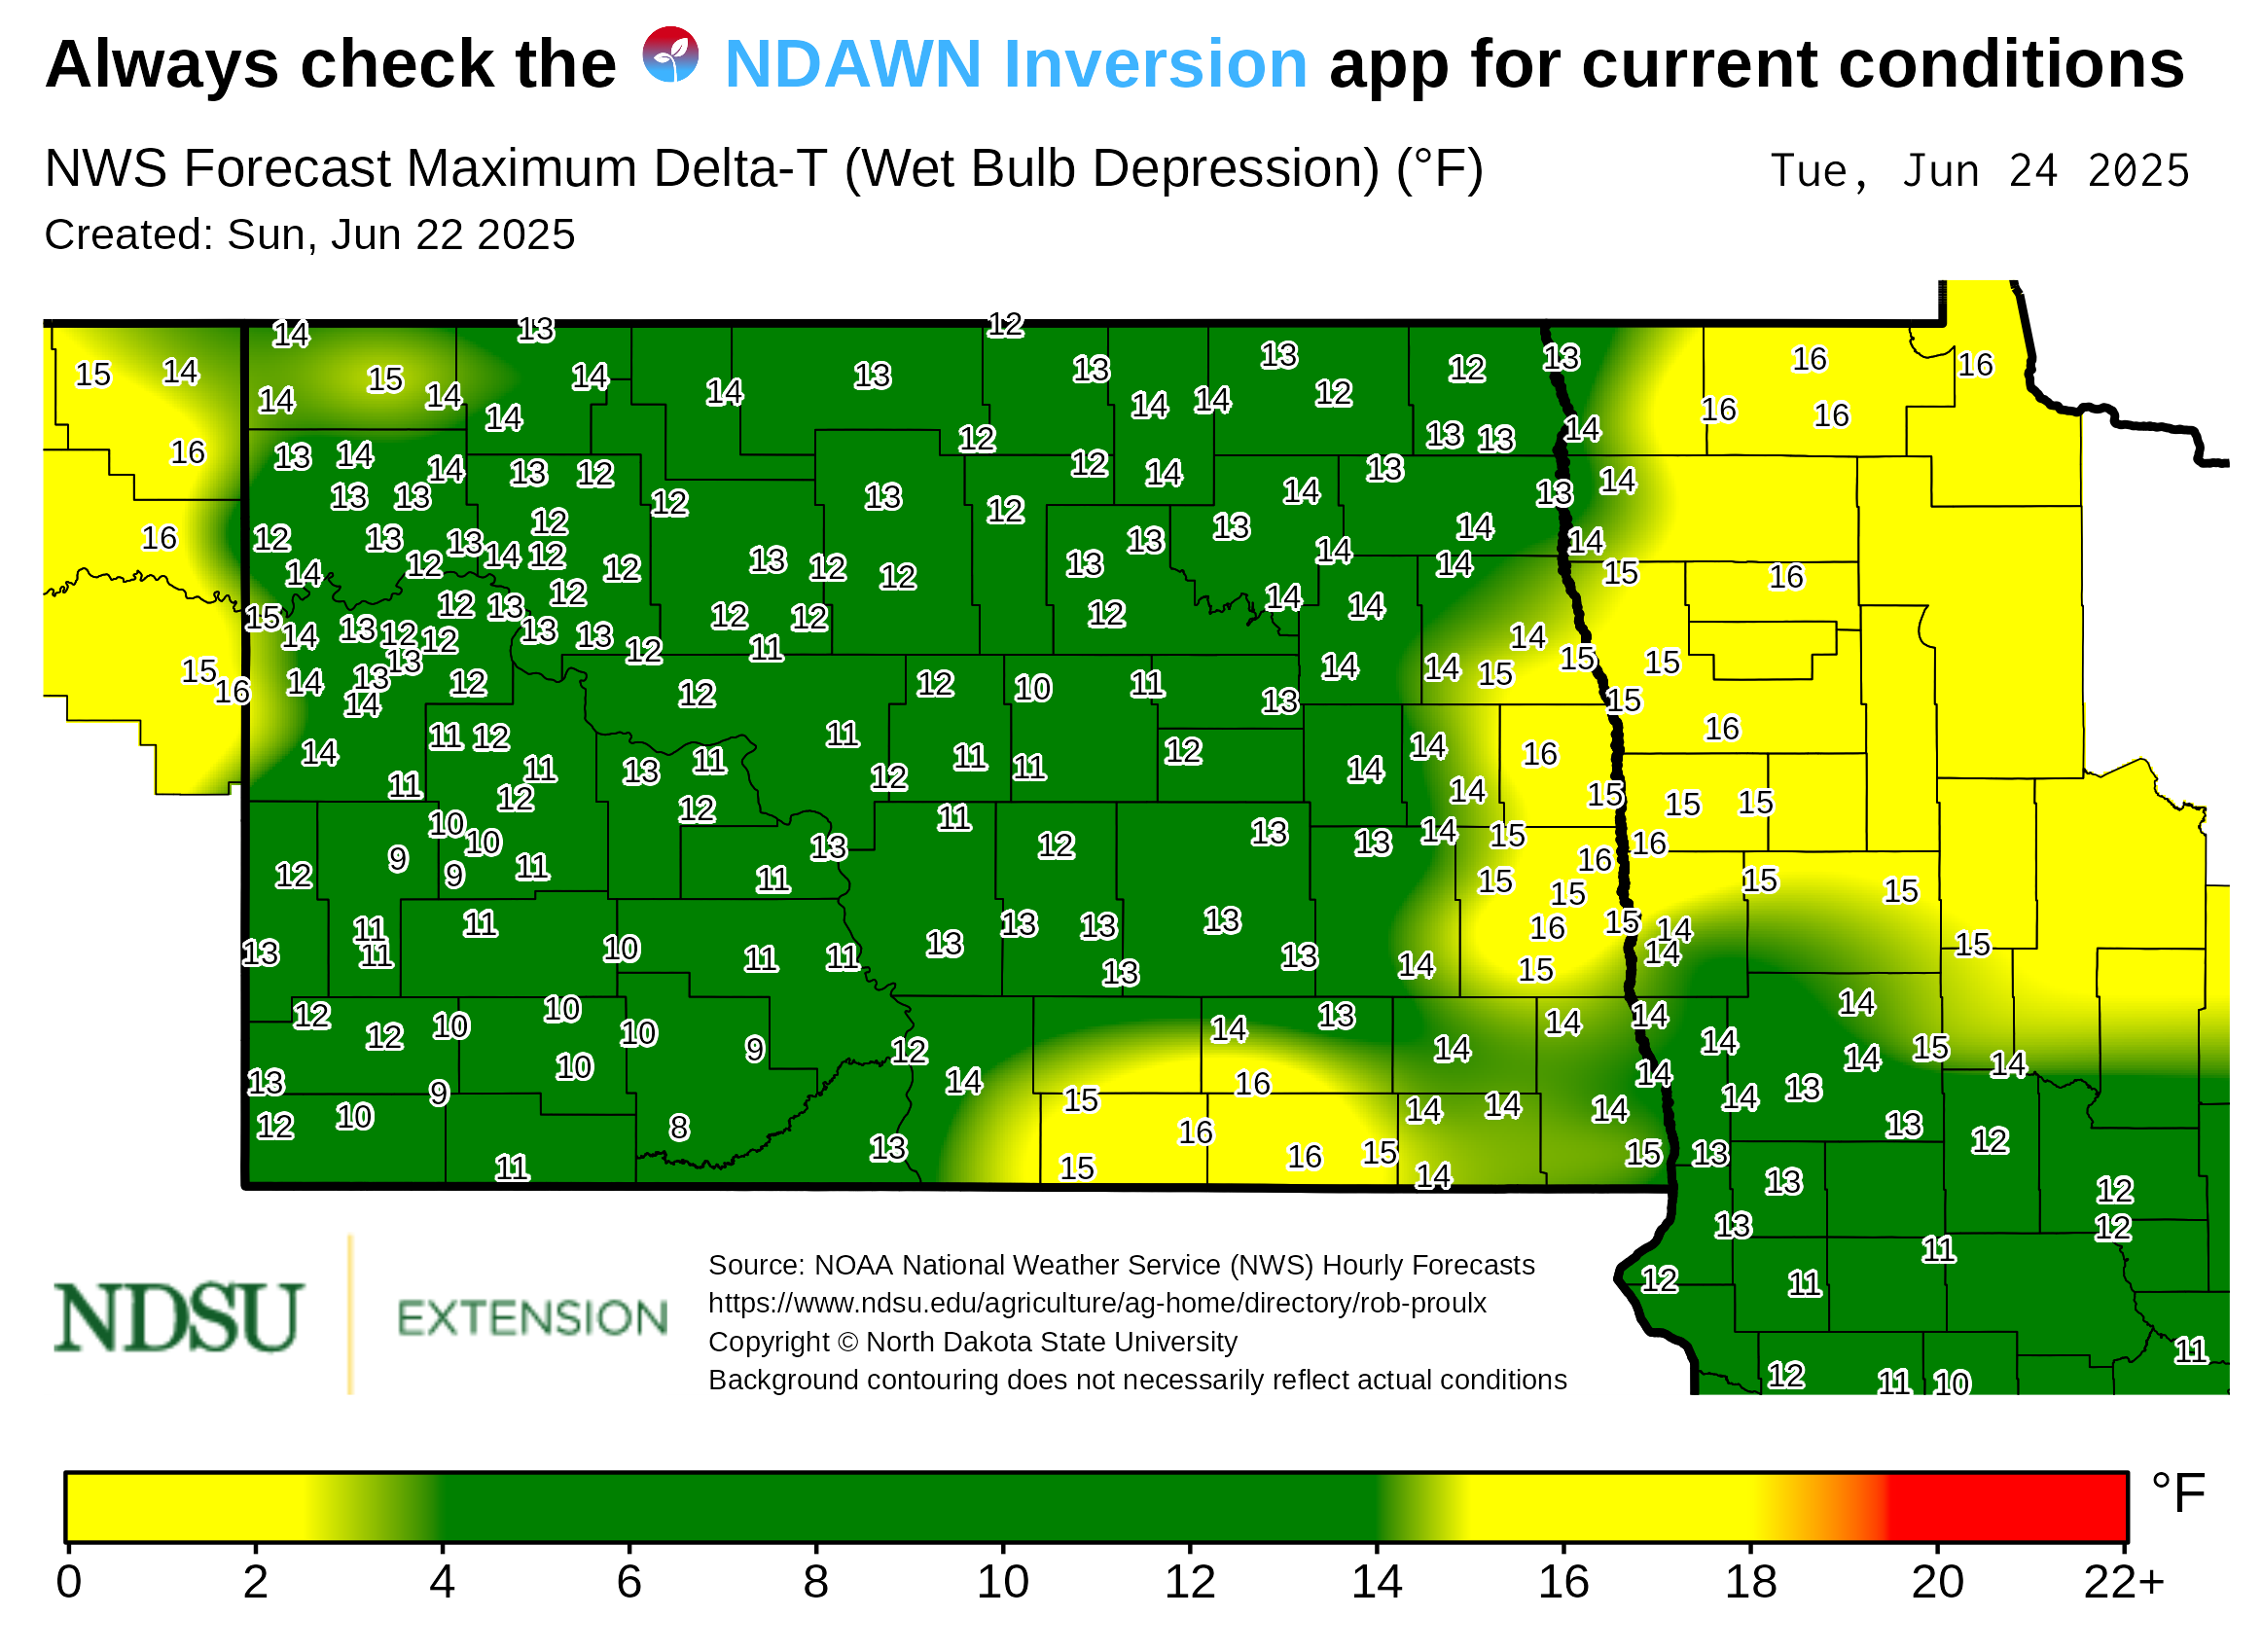 Always check the NDAWN Inversion app for current conditions
NWS Forecast Maximum Delta-T (Wet Bulb Depression) (°F)
Tue, Jun 24 2025
Created: Sun, Jun 22 2025
14 13 12
15 14 15 14 14 14 13 13 13 12 13 16 16
14 14 14 14 12 16 16
16 13 14 14 13 12 12 12 14 13 13 13 14
13 13 12 13 12 14 14 13 14
16 12 13 13 12 14 12 13 13 14 14 14
14 12 12 13 12 12 13 14 15 16
15 14 13 12 12 12 13 12 13 13 12 12 12 12 14 14 14
15 16 14 13 13 14 12 12 11 12 10 11 13 14 14 15 15 15 15
14 11 12 11 12 13 11 11 12 11 11 12 14 14 16 16
11 12 12 11 14 15 15 15
10 10 9 9 11 12 13 11 12 13 13 14 15 16 16
13 11 11 11 10 11 11 13 13 13 13 13 13 14 15 15 16 15 15 14 14 15 15 15
12 12 10 10 10 10 9 12 14 14 13 14 14 14 14 14 14 15 14
13 12 10 9 8 11 13 15 15 16 16 16 15 14 14 14 14 15 14 14 13 13 12
13 13 12 12
13 12 11 11
12 11 10 11
NDSU
EXTENSION
Source: NOAA National Weather Service (NWS) Hourly Forecasts
https://www.ndsu.edu/agriculture/ag-home/directory/rob-proulx
Copyright © North Dakota State University
Background contouring does not necessarily reflect actual conditions
°F
0 2 4 6 8 10 12 14 16 18 20 22+